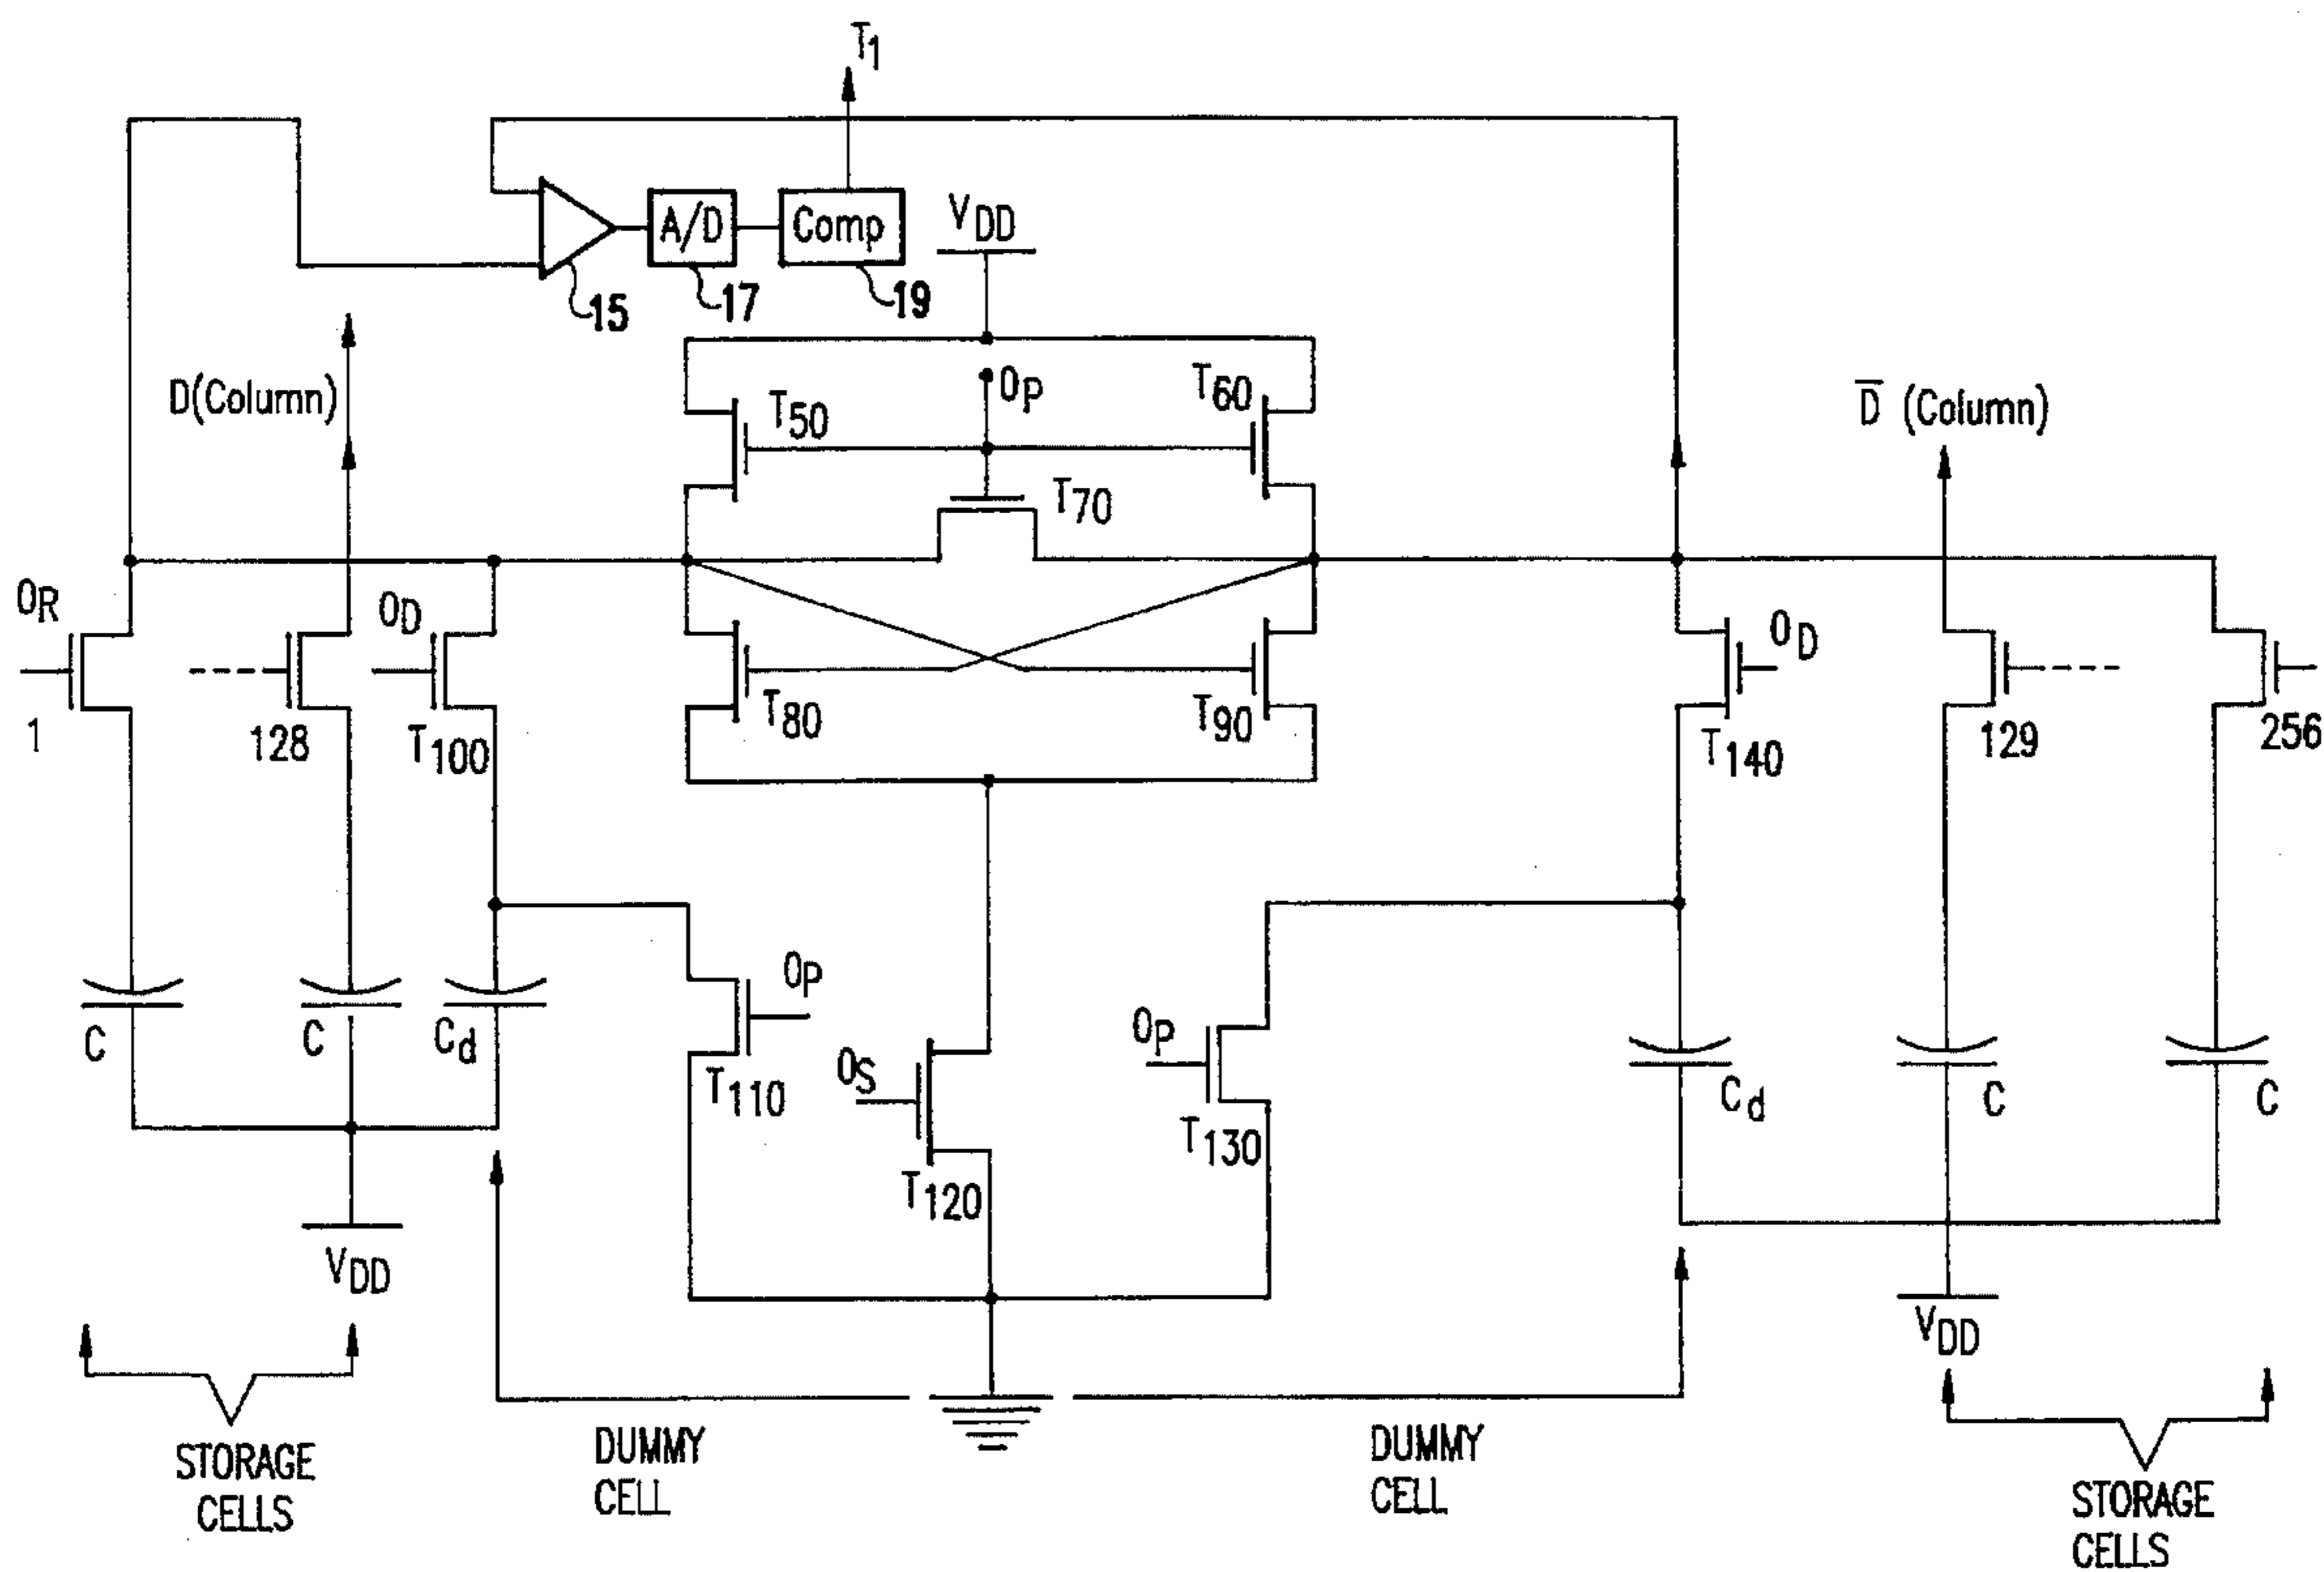 T1
A/D
Comp
VDD
15
17
19
D(Column)
T50
0P
T60
D̅ (Column)
T70
0R
0D
0D
1
128
T100
T80
T90
T140
129
256
0P
C
C
Cd
T110
0S
0P
T130
Cd
C
C
T120
VDD
VDD
STORAGE
CELLS
DUMMY
CELL
DUMMY
CELL
STORAGE
CELLS